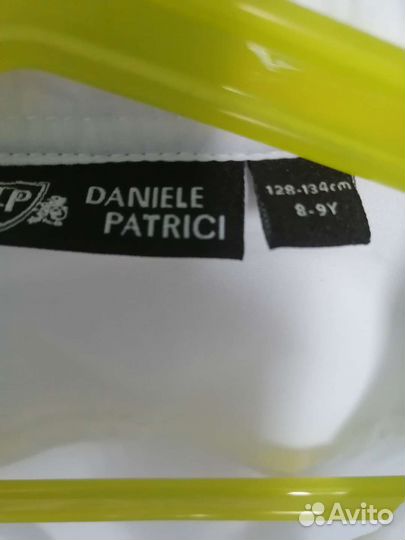 DANIELE
PATRICI
128-134cm
8-9Y
Avito